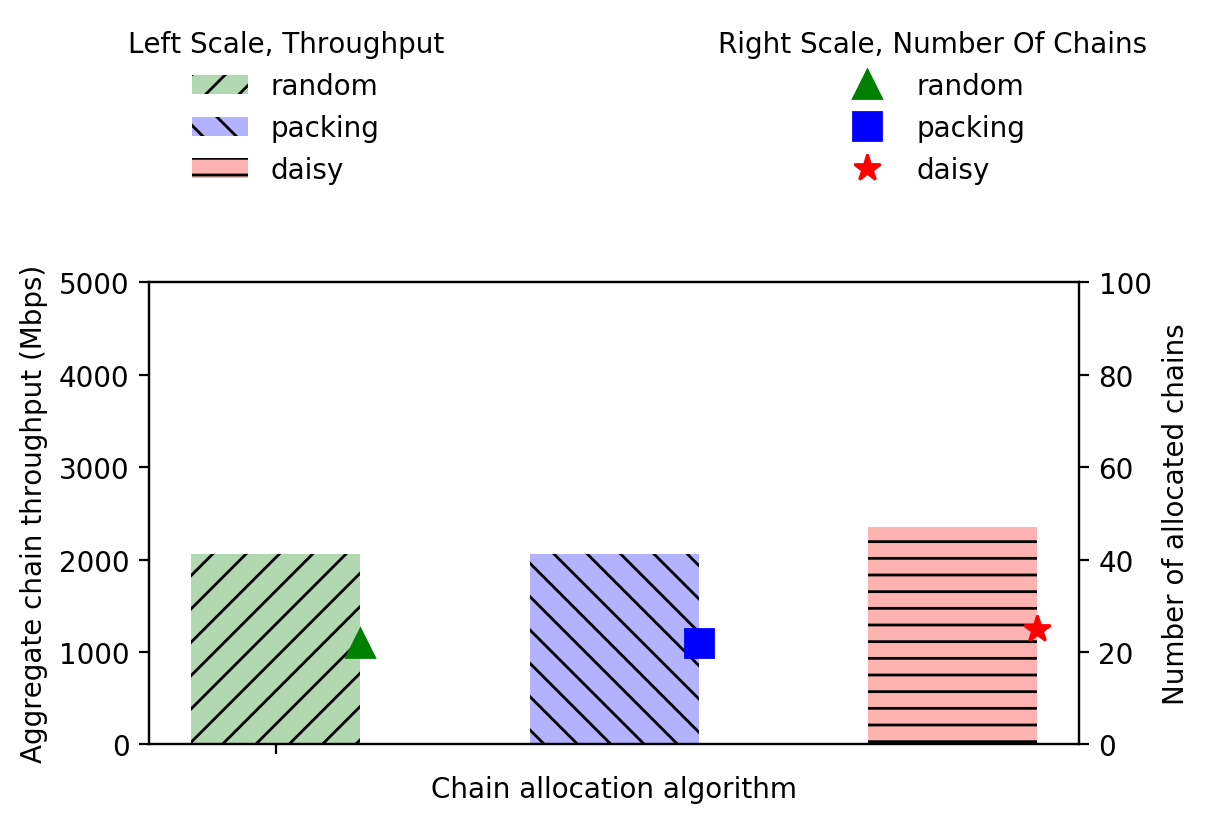 Left Scale, Throughput
random
packing
daisy
Right Scale, Number Of Chains
random
packing
daisy
Aggregate chain throughput (Mbps)
5000
4000
3000
2000
1000
0
100
80
60
40
20
0
Number of allocated chains
Chain allocation algorithm